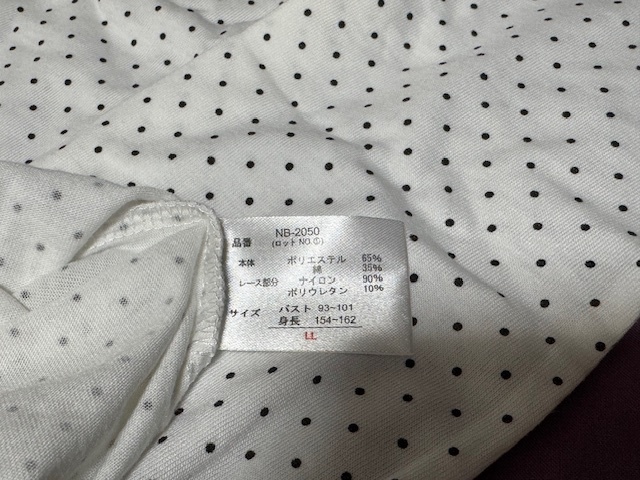 品番 NB-2050
(ロットNO.①)
本体 ポリエステル 65%
綿 35%
レース部分 ナイロン 90%
ポリウレタン 10%
サイズ バスト 93~101
身長 154~162
LL